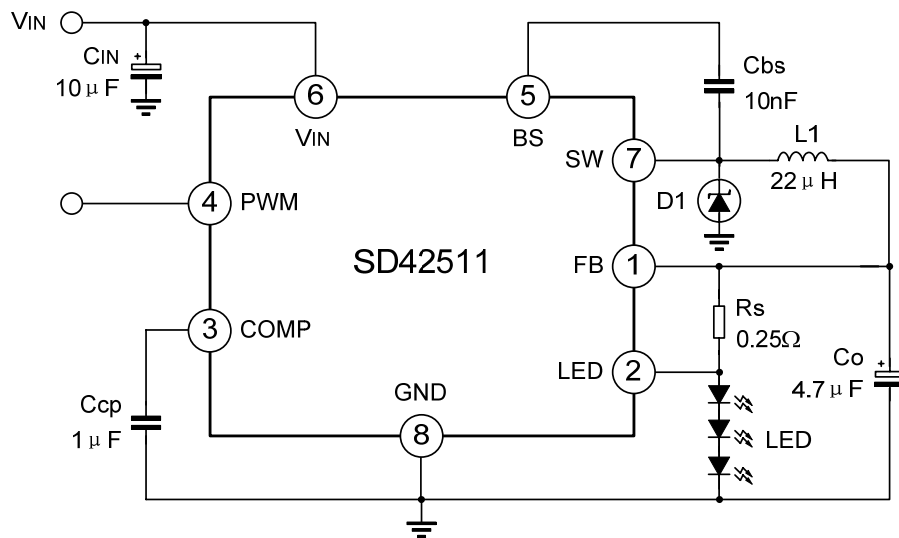 VIN
CIN
10μF
6
VIN
5
BS
Cbs
10nF
SW
7
L1
22μH
D1
4
PWM
SD42511
FB
1
Rs
0.25Ω
3
COMP
LED
2
Co
4.7μF
Ccp
1μF
GND
8
LED